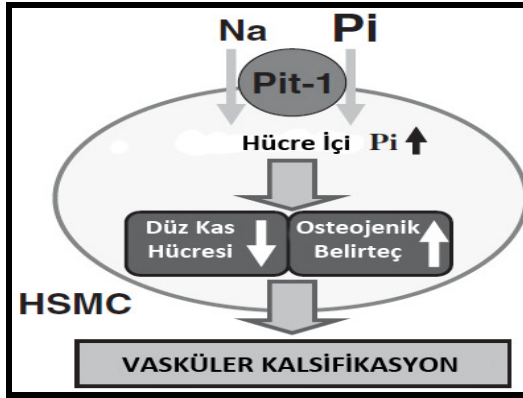 Na Pi
Pit-1
Hücre İçi Pi
Düz Kas Osteojenik
Hücresi Belirteç
HSMC
VASKÜLER KALSİFİKASYON